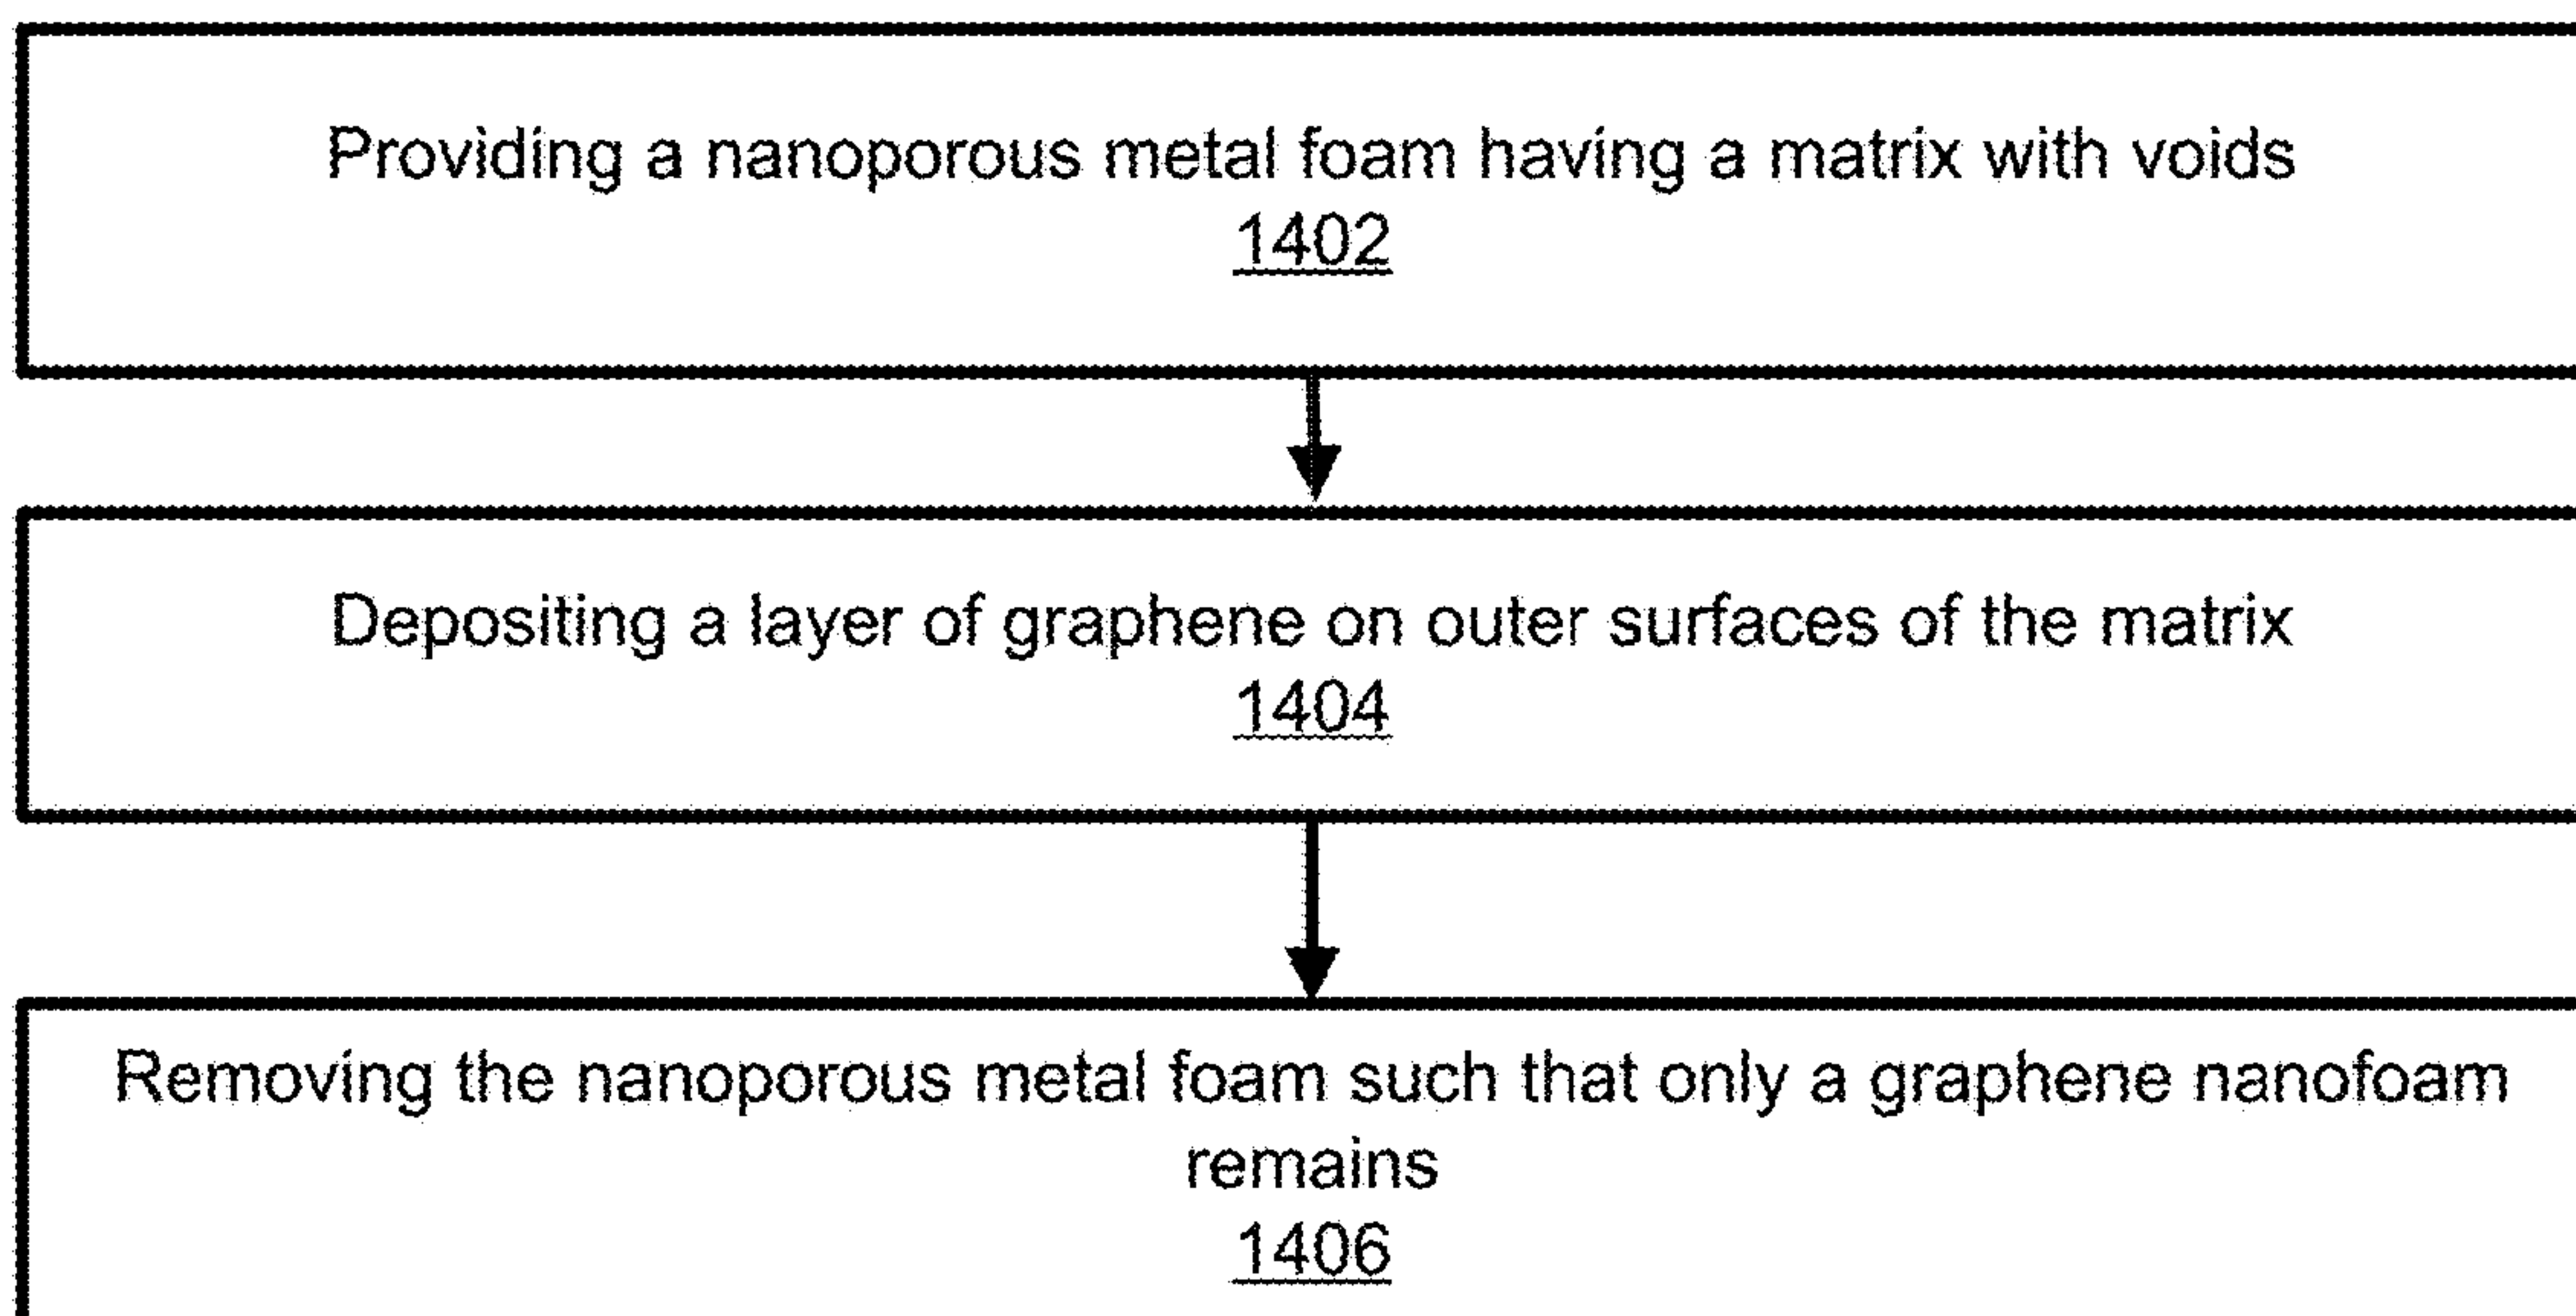 Providing a nanoporous metal foam having a matrix with voids
1402
Depositing a layer of graphene on outer surfaces of the matrix
1404
Removing the nanoporous metal foam such that only a graphene nanofoam
remains
1406